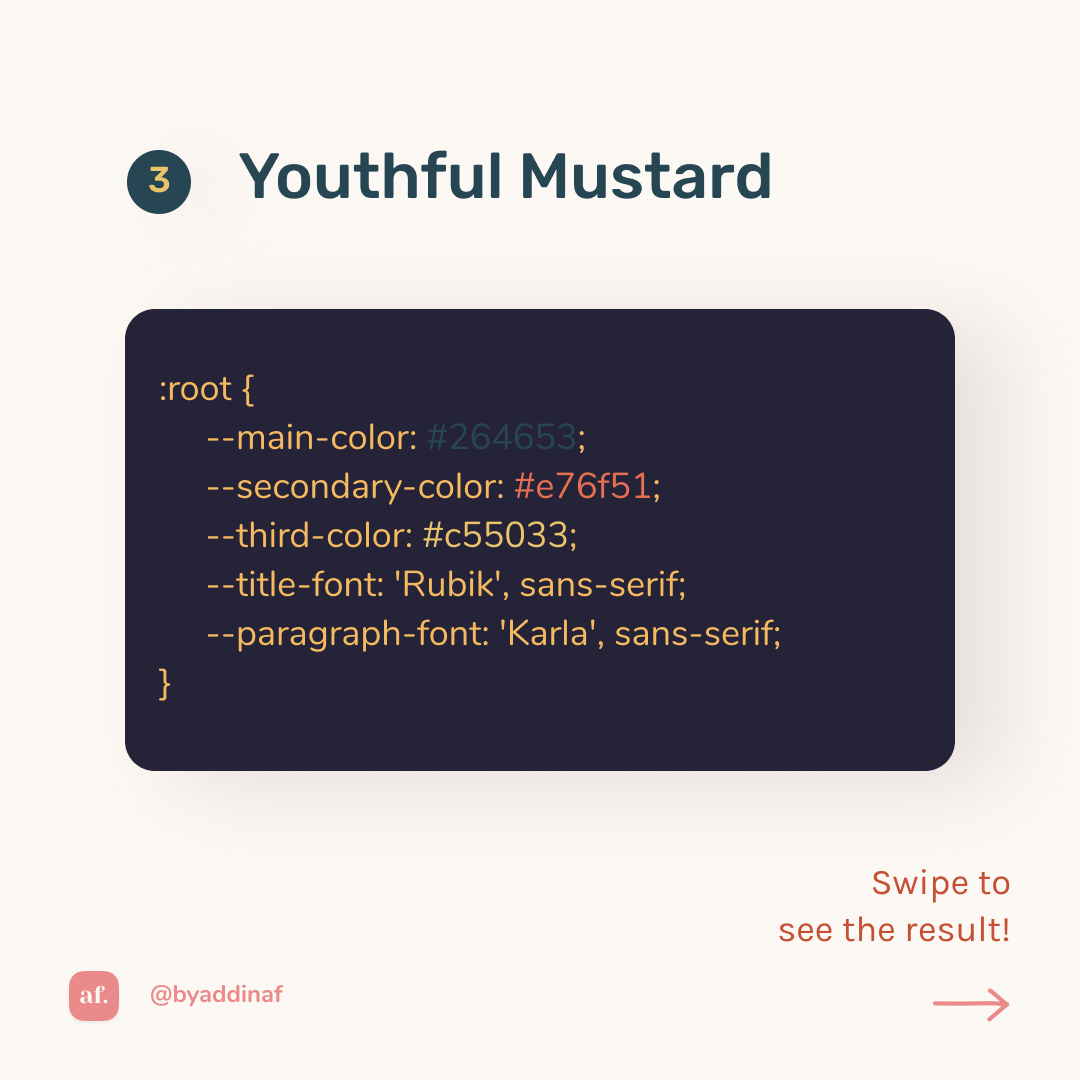 3 Youthful Mustard
:root {
--main-color: #264653;
--secondary-color: #e76f51;
--third-color: #c55033;
--title-font: 'Rubik', sans-serif;
--paragraph-font: 'Karla', sans-serif;
}
Swipe to
see the result!
af. @byaddinaf